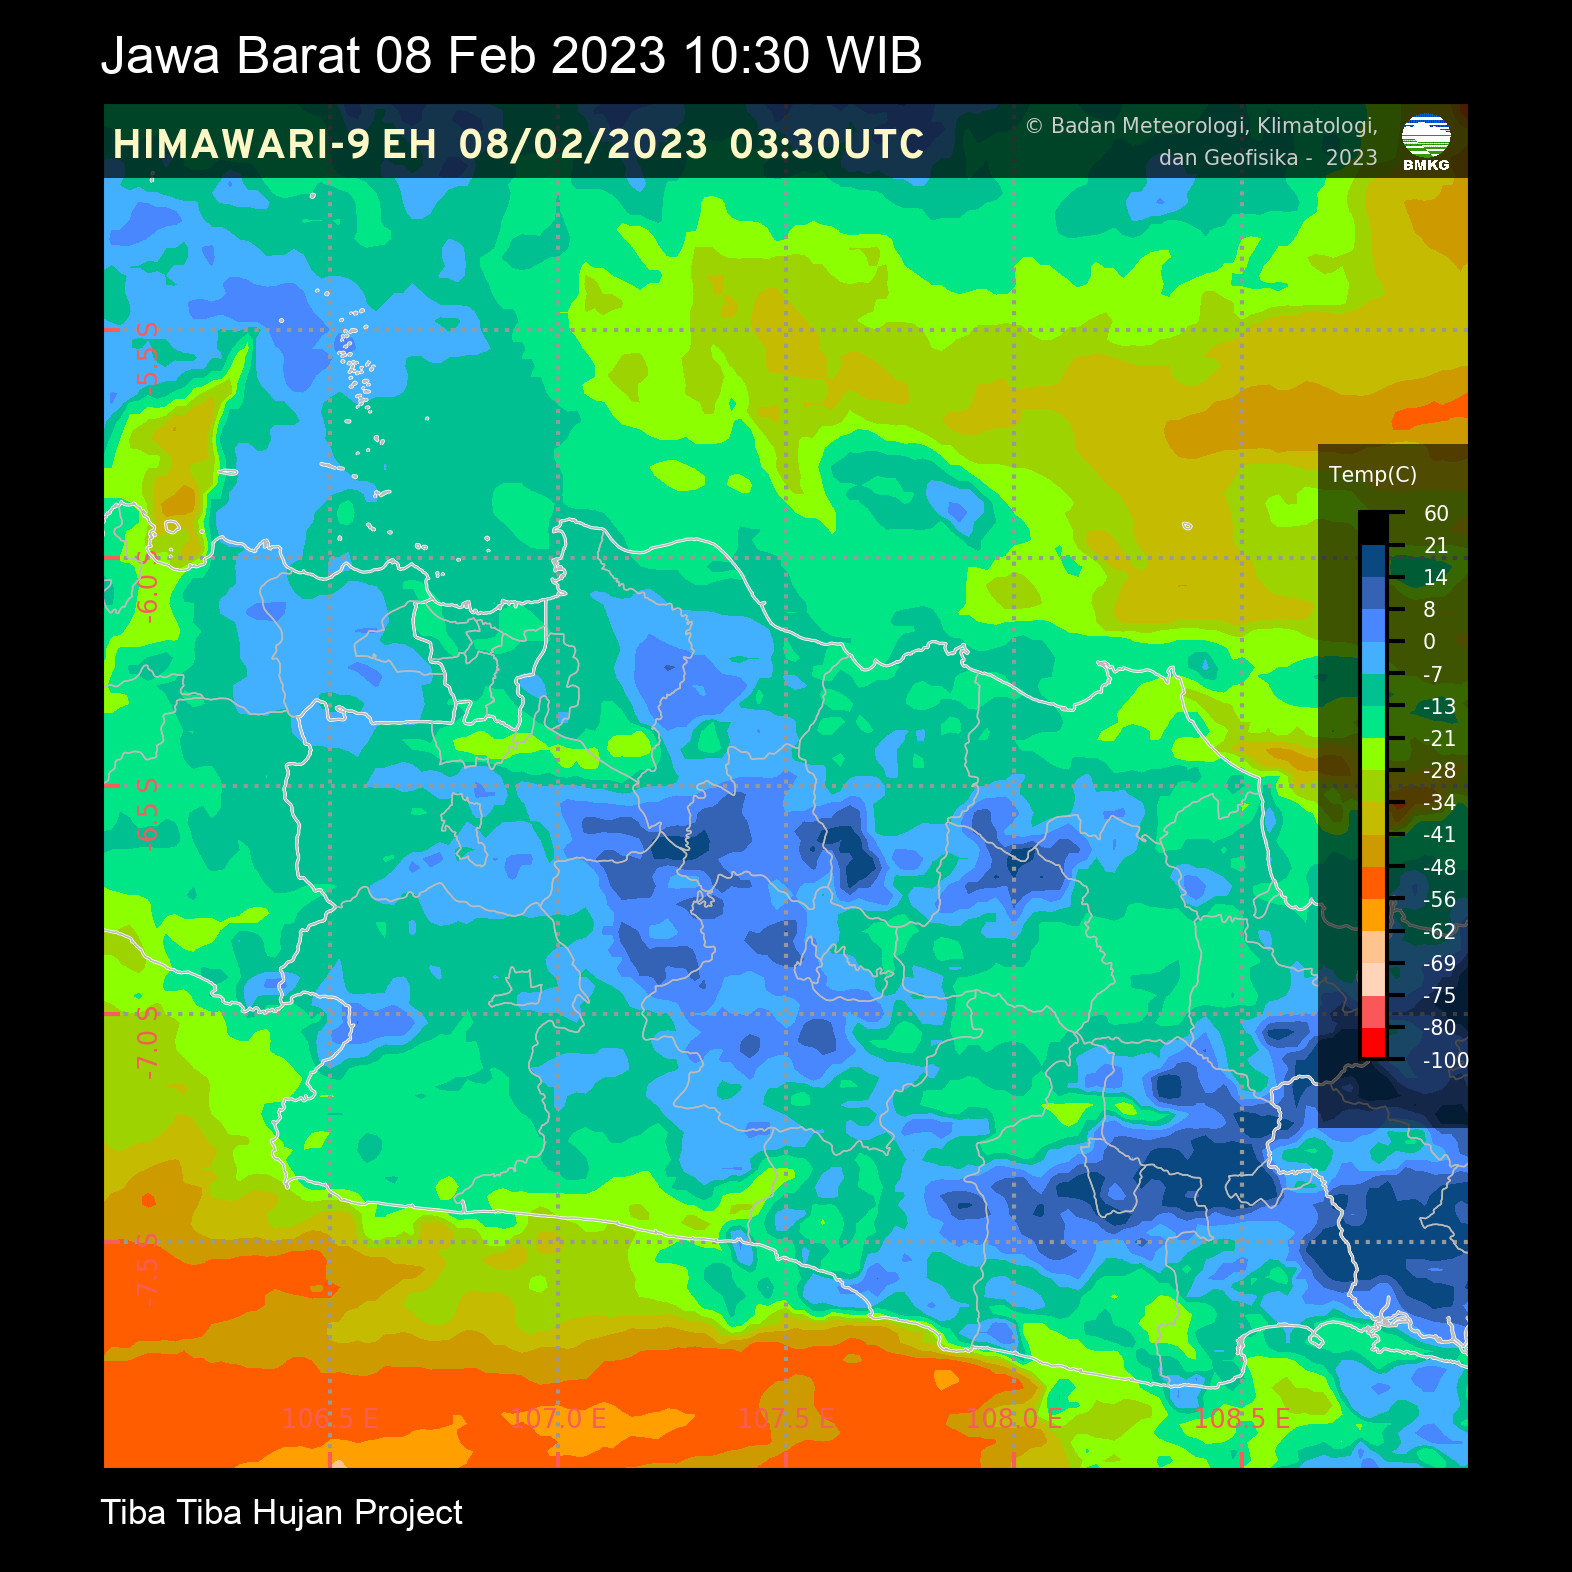 Jawa Barat 08 Feb 2023 10:30 WIB
HIMAWARI-9 EH 08/02/2023 03:30UTC
© Badan Meteorologi, Klimatologi,
dan Geofisika - 2023
BMKG
-5.5 S
-6.0 S
-6.5 S
-7.0 S
-7.5 S
Temp(C)
60
21
14
8
0
-7
-13
-21
-28
-34
-41
-48
-56
-62
-69
-75
-80
-100
106.5 E
107.0 E
107.5 E
108.0 E
108.5 E
Tiba Tiba Hujan Project